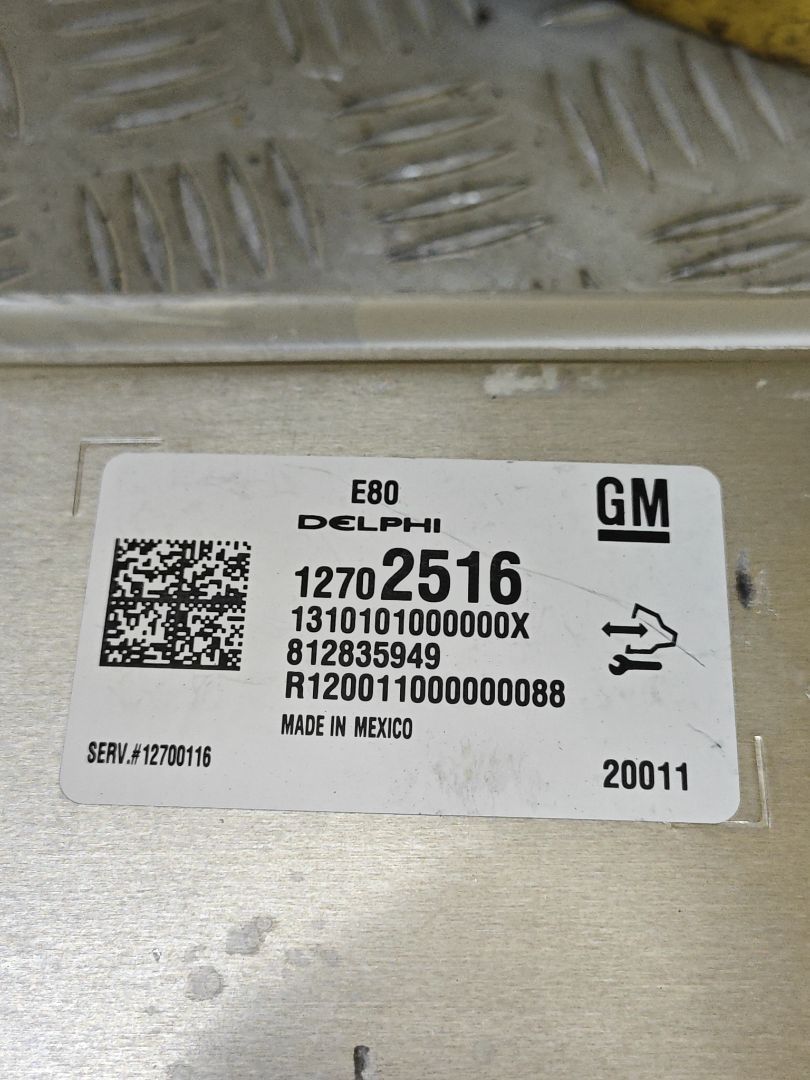 E80
GM
DELPHI
12702516
1310101000000X
812835949
R120011000000088
MADE IN MEXICO
SERV.#12700116
20011